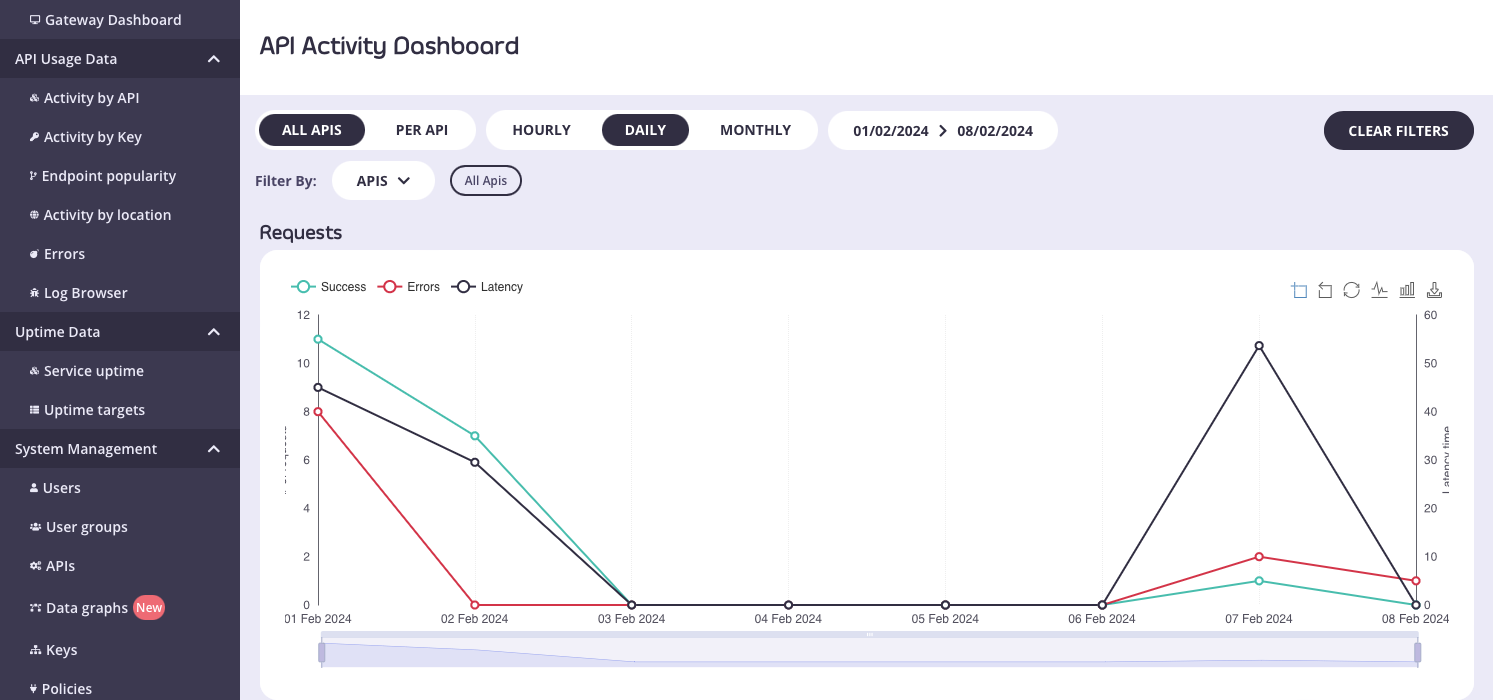 Gateway Dashboard
API Usage Data
Activity by API
Activity by Key
Endpoint popularity
Activity by location
Errors
Log Browser
Uptime Data
Service uptime
Uptime targets
System Management
Users
User groups
APIs
Data graphs New
Keys
Policies
API Activity Dashboard
ALL APIS PER API HOURLY DAILY MONTHLY 01/02/2024 08/02/2024 CLEAR FILTERS
Filter By: APIS All Apis
Requests
Success Errors Latency
12 60
10 50
8 40
6 30
4 20
2 10
0 0
Latency time
01 Feb 2024 02 Feb 2024 03 Feb 2024 04 Feb 2024 05 Feb 2024 06 Feb 2024 07 Feb 2024 08 Feb 2024